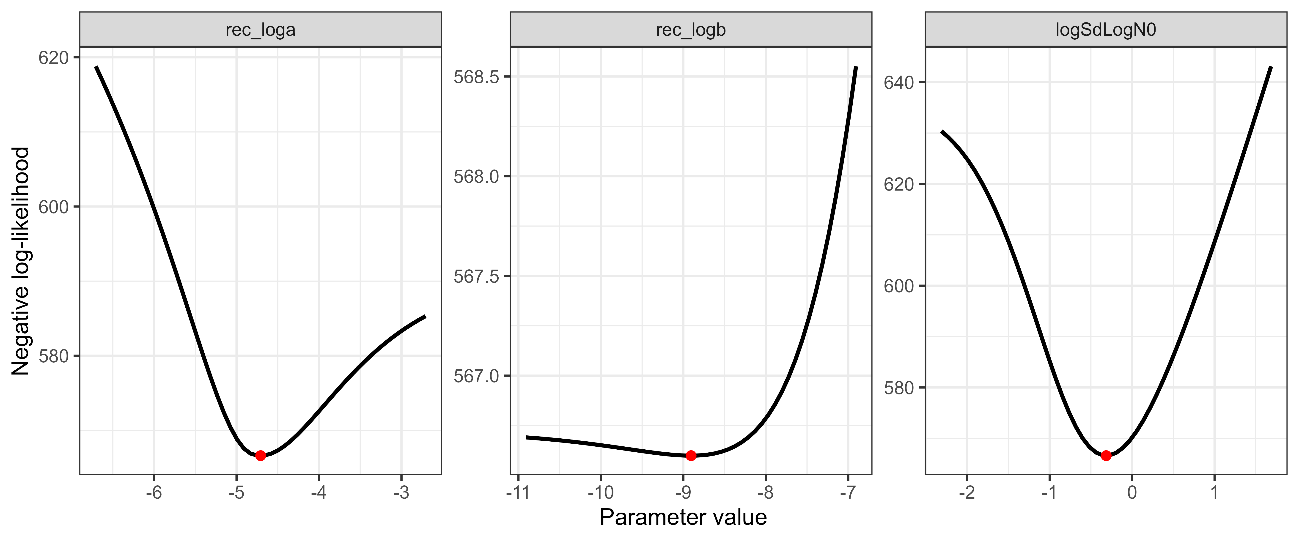 rec_loga
rec_logb
logSdLogN0
Negative log-likelihood
620
600
580
568.5
568.0
567.5
567.0
640
620
600
580
-6 -5 -4 -3
-11 -10 -9 -8 -7
-2 -1 0 1
Parameter value